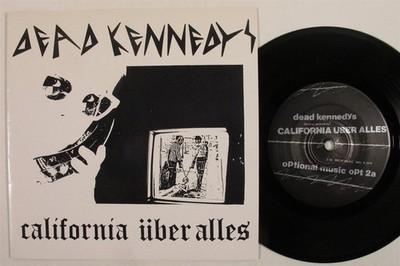 DEAD KENNEDYS
california über alles
dead kennedys
CALIFORNIA UBER ALLES
oPtional music oPt 2a